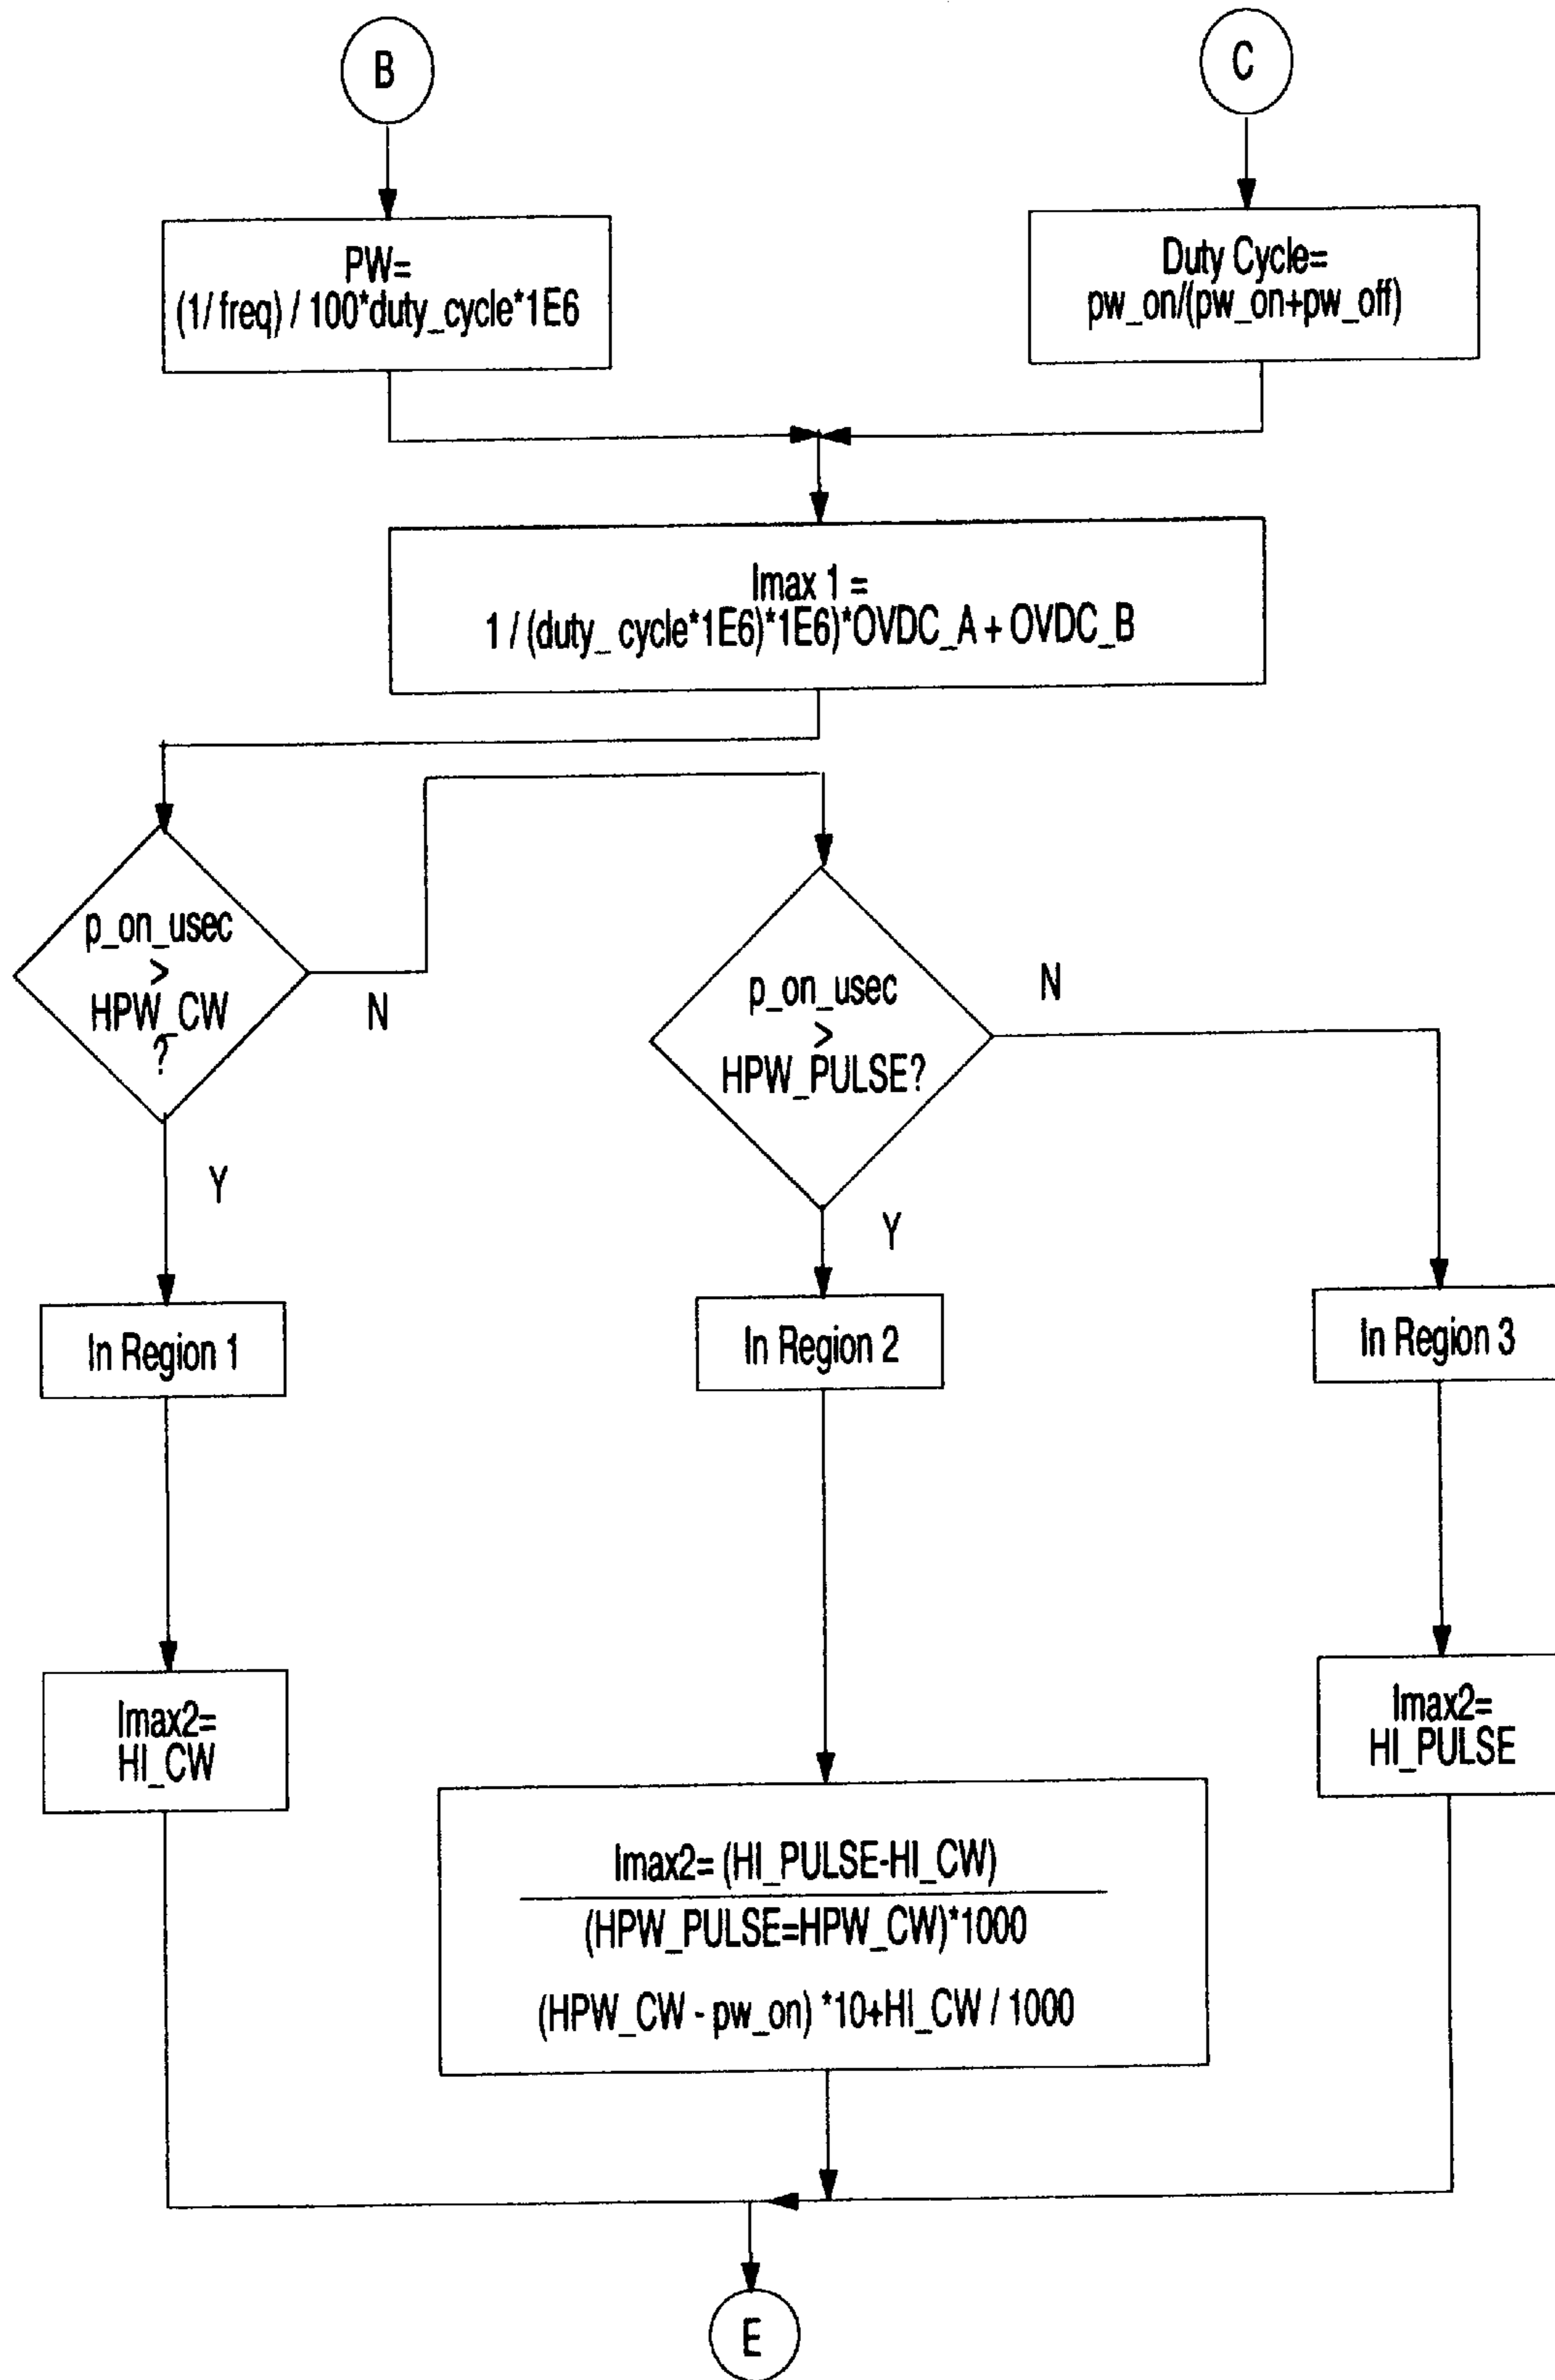 B
C
PW=
(1/ freq) / 100*duty_cycle*1E6
Duty Cycle=
pw_on/(pw_on+pw_off)
Imax 1 =
1 / (duty_ cycle*1E6)*1E6)*OVDC_A + OVDC_B
p_on_usec
>
HPW_CW
?
N
Y
p_on_usec
>
HPW_PULSE?
N
Y
In Region 1
In Region 2
In Region 3
Imax2=
HI_CW
Imax2= (HI_PULSE-HI_CW)
(HPW_PULSE=HPW_CW)*1000
(HPW_CW - pw_on) *10+HI_CW / 1000
Imax2=
HI_PULSE
E